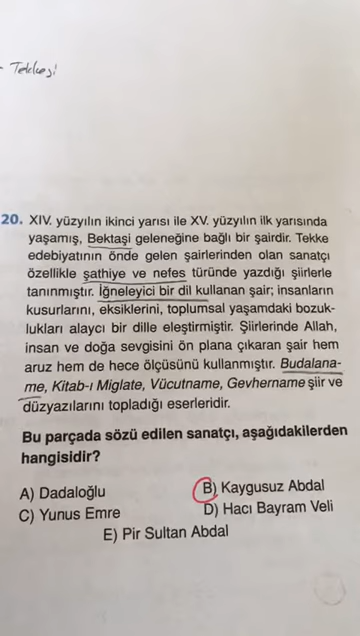 - Tekkesi
20. XIV. yüzyılın ikinci yarısı ile XV. yüzyılın ilk yarısında
yaşamış, Bektaşi geleneğine bağlı bir şairdir. Tekke
edebiyatının önde gelen şairlerinden olan sanatçı
özellikle şathiye ve nefes türünde yazdığı şiirlerle
tanınmıştır. İğneleyici bir dil kullanan şair; insanların
kusurlarını, eksiklerini, toplumsal yaşamdaki bozuk-
lukları alaycı bir dille eleştirmiştir. Şiirlerinde Allah,
insan ve doğa sevgisini ön plana çıkaran şair hem
aruz hem de hece ölçüsünü kullanmıştır. Budalana-
me, Kitab-ı Miglate, Vücutname, Gevhername şiir ve
düzyazılarını topladığı eserleridir.
Bu parçada sözü edilen sanatçı, aşağıdakilerden
hangisidir?
A) Dadaloğlu
B) Kaygusuz Abdal
C) Yunus Emre
D) Hacı Bayram Veli
E) Pir Sultan Abdal